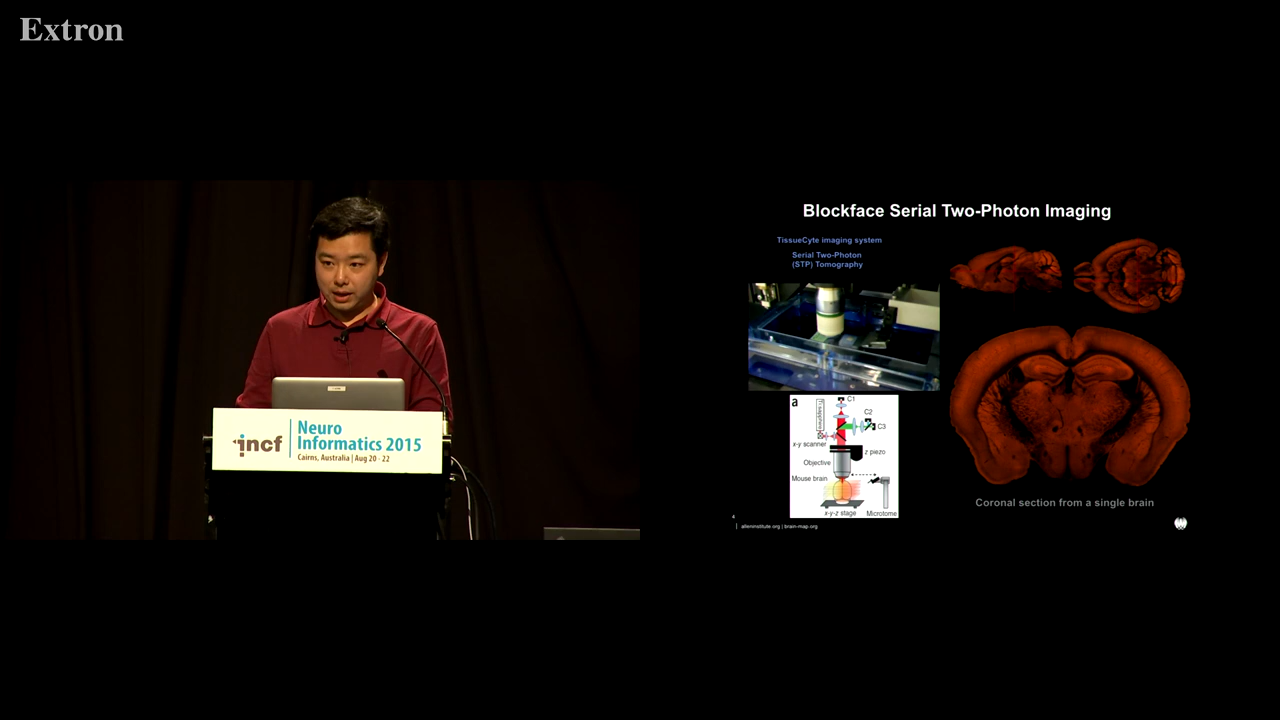 Extron
incf
Neuro
Informatics 2015
Cairns, Australia | Aug 20 - 22
Blockface Serial Two-Photon Imaging
TissueCyte imaging system
Serial Two-Photon
(STP) Tomography
a
C1
C2
C3
x-y scanner
z piezo
Objective
Mouse brain
x-y-z stage
Microtome
Coronal section from a single brain
4
alleninstitute.org | brain-map.org